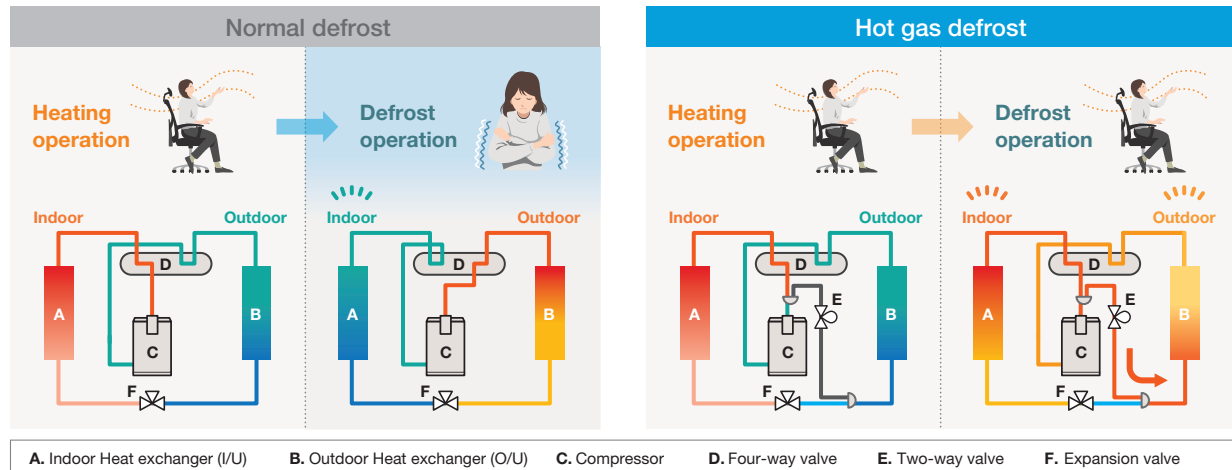 Normal defrost
Heating
operation
Defrost
operation
Indoor
Outdoor
Indoor
Outdoor
D
A
B
C
F
D
A
B
C
F
Hot gas defrost
Heating
operation
Defrost
operation
Indoor
Outdoor
Indoor
Outdoor
D
E
A
B
C
F
D
E
A
B
C
F
A. Indoor Heat exchanger (I/U) B. Outdoor Heat exchanger (O/U) C. Compressor D. Four-way valve E. Two-way valve F. Expansion valve